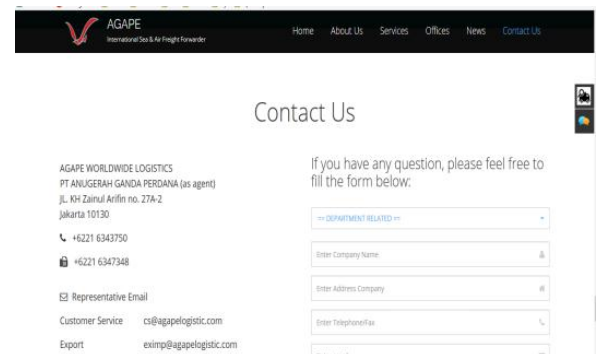 AGAPE
International Sea & Air Freight Forwarder
Home About Us Services Offices News Contact Us
Contact Us
AGAPE WORLDWIDE LOGISTICS
PT ANUGERAH GANDA PERDANA (as agent)
JL. KH Zainul Arifin no. 27A-2
Jakarta 10130
+6221 6343750
+6221 6347348
Representative Email
Customer Service cs@agapelogistic.com
Export eximp@agapelogistic.com
If you have any question, please feel free to
fill the form below:
== DEPARTMENT RELATED ==
Enter Company Name
Enter Address Company
Enter Telephone/Fax